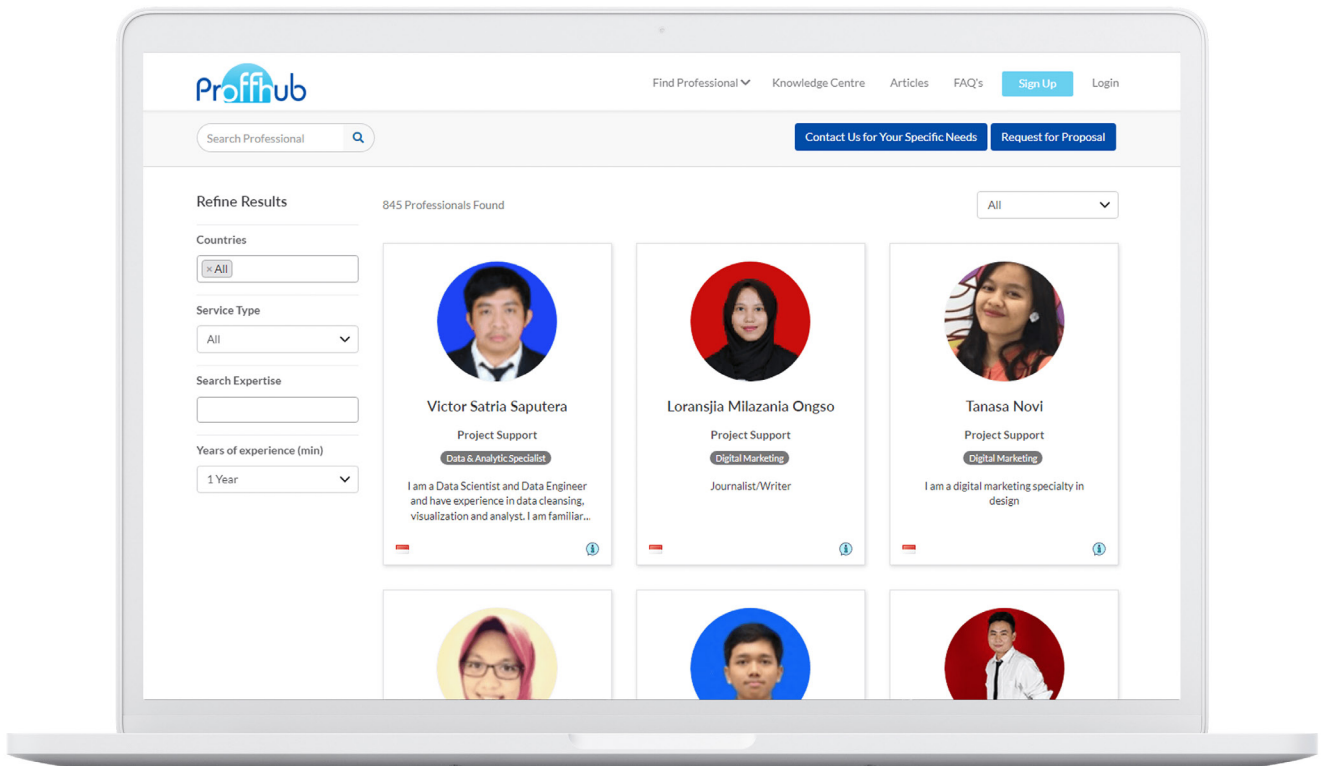 Proffhub
Find Professional
Knowledge Centre
Articles
FAQ's
Sign Up
Login
Search Professional
Contact Us for Your Specific Needs
Request for Proposal
Refine Results
845 Professionals Found
All
Countries
× All
Service Type
All
Search Expertise
Years of experience (min)
1 Year
Victor Satria Saputera
Project Support
Data & Analytic Specialist
I am a Data Scientist and Data Engineer
and have experience in data cleansing,
visualization and analyst. I am familiar...
Loransjia Milazania Ongso
Project Support
Digital Marketing
Journalist/Writer
Tanasa Novi
Project Support
Digital Marketing
I am a digital marketing specialty in
design